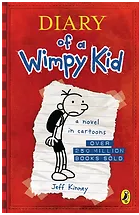 DIARY
of a
Wimpy Kid
a novel
in cartoons
OVER
250 MILLION
BOOKS SOLD
Jeff Kinney